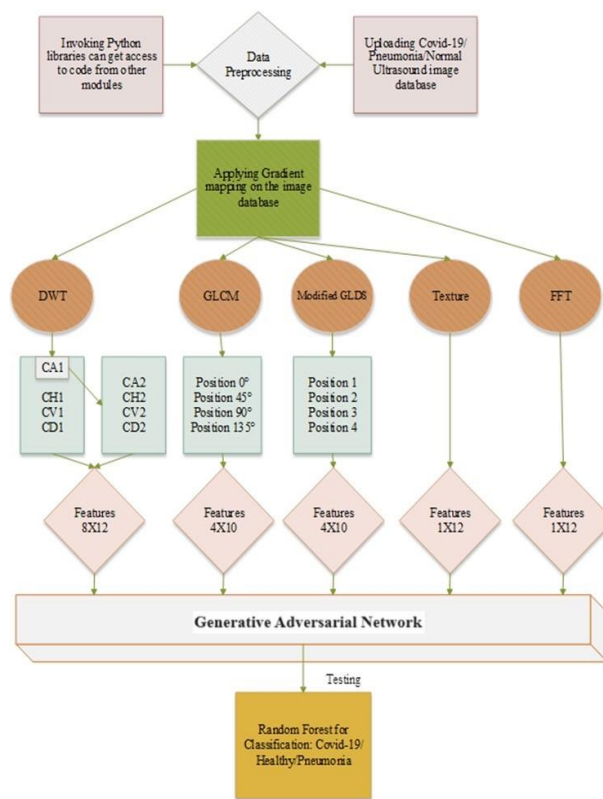 Invoking Python
libraries can get access
to code from other
modules
Data
Preprocessing
Uploading Covid-19/
Pneumonia/Normal
Ultrasound image
database
Applying Gradient
mapping on the image
database
DWT
GLCM
Modified GLDS
Texture
FFT
CA1
CH1
CV1
CD1
CA2
CH2
CV2
CD2
Position 0°
Position 45°
Position 90°
Position 135°
Position 1
Position 2
Position 3
Position 4
Features
8X12
Features
4X10
Features
4X10
Features
1X12
Features
1X12
Generative Adversarial Network
Testing
Random Forest for
Classification: Covid-19/
Healthy/Pneumonia